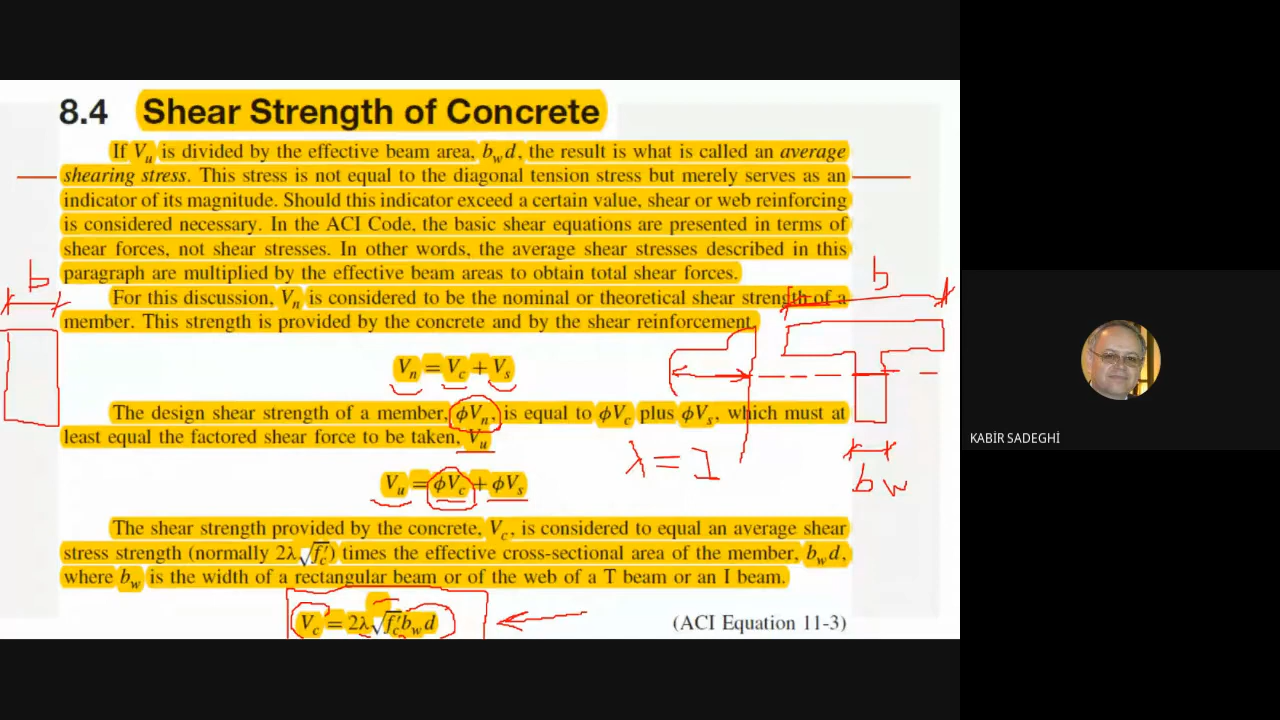 8.4 Shear Strength of Concrete
If Vu is divided by the effective beam area, bwd, the result is what is called an average
shearing stress. This stress is not equal to the diagonal tension stress but merely serves as an
indicator of its magnitude. Should this indicator exceed a certain value, shear or web reinforcing
is considered necessary. In the ACI Code, the basic shear equations are presented in terms of
shear forces, not shear stresses. In other words, the average shear stresses described in this
paragraph are multiplied by the effective beam areas to obtain total shear forces.
b
b
For this discussion, Vn is considered to be the nominal or theoretical shear strength of a
member. This strength is provided by the concrete and by the shear reinforcement.
Vn = Vc + Vs
The design shear strength of a member, ϕVn, is equal to ϕVc plus ϕVs, which must at
least equal the factored shear force to be taken, Vu
λ = 1
KABİR SADEGHİ
Vu = ϕVc + ϕVs
bw
The shear strength provided by the concrete, Vc, is considered to equal an average shear
stress strength (normally 2λ√f′c) times the effective cross-sectional area of the member, bwd,
where bw is the width of a rectangular beam or of the web of a T beam or an I beam.
Vc = 2λ√f′c bwd (ACI Equation 11-3)